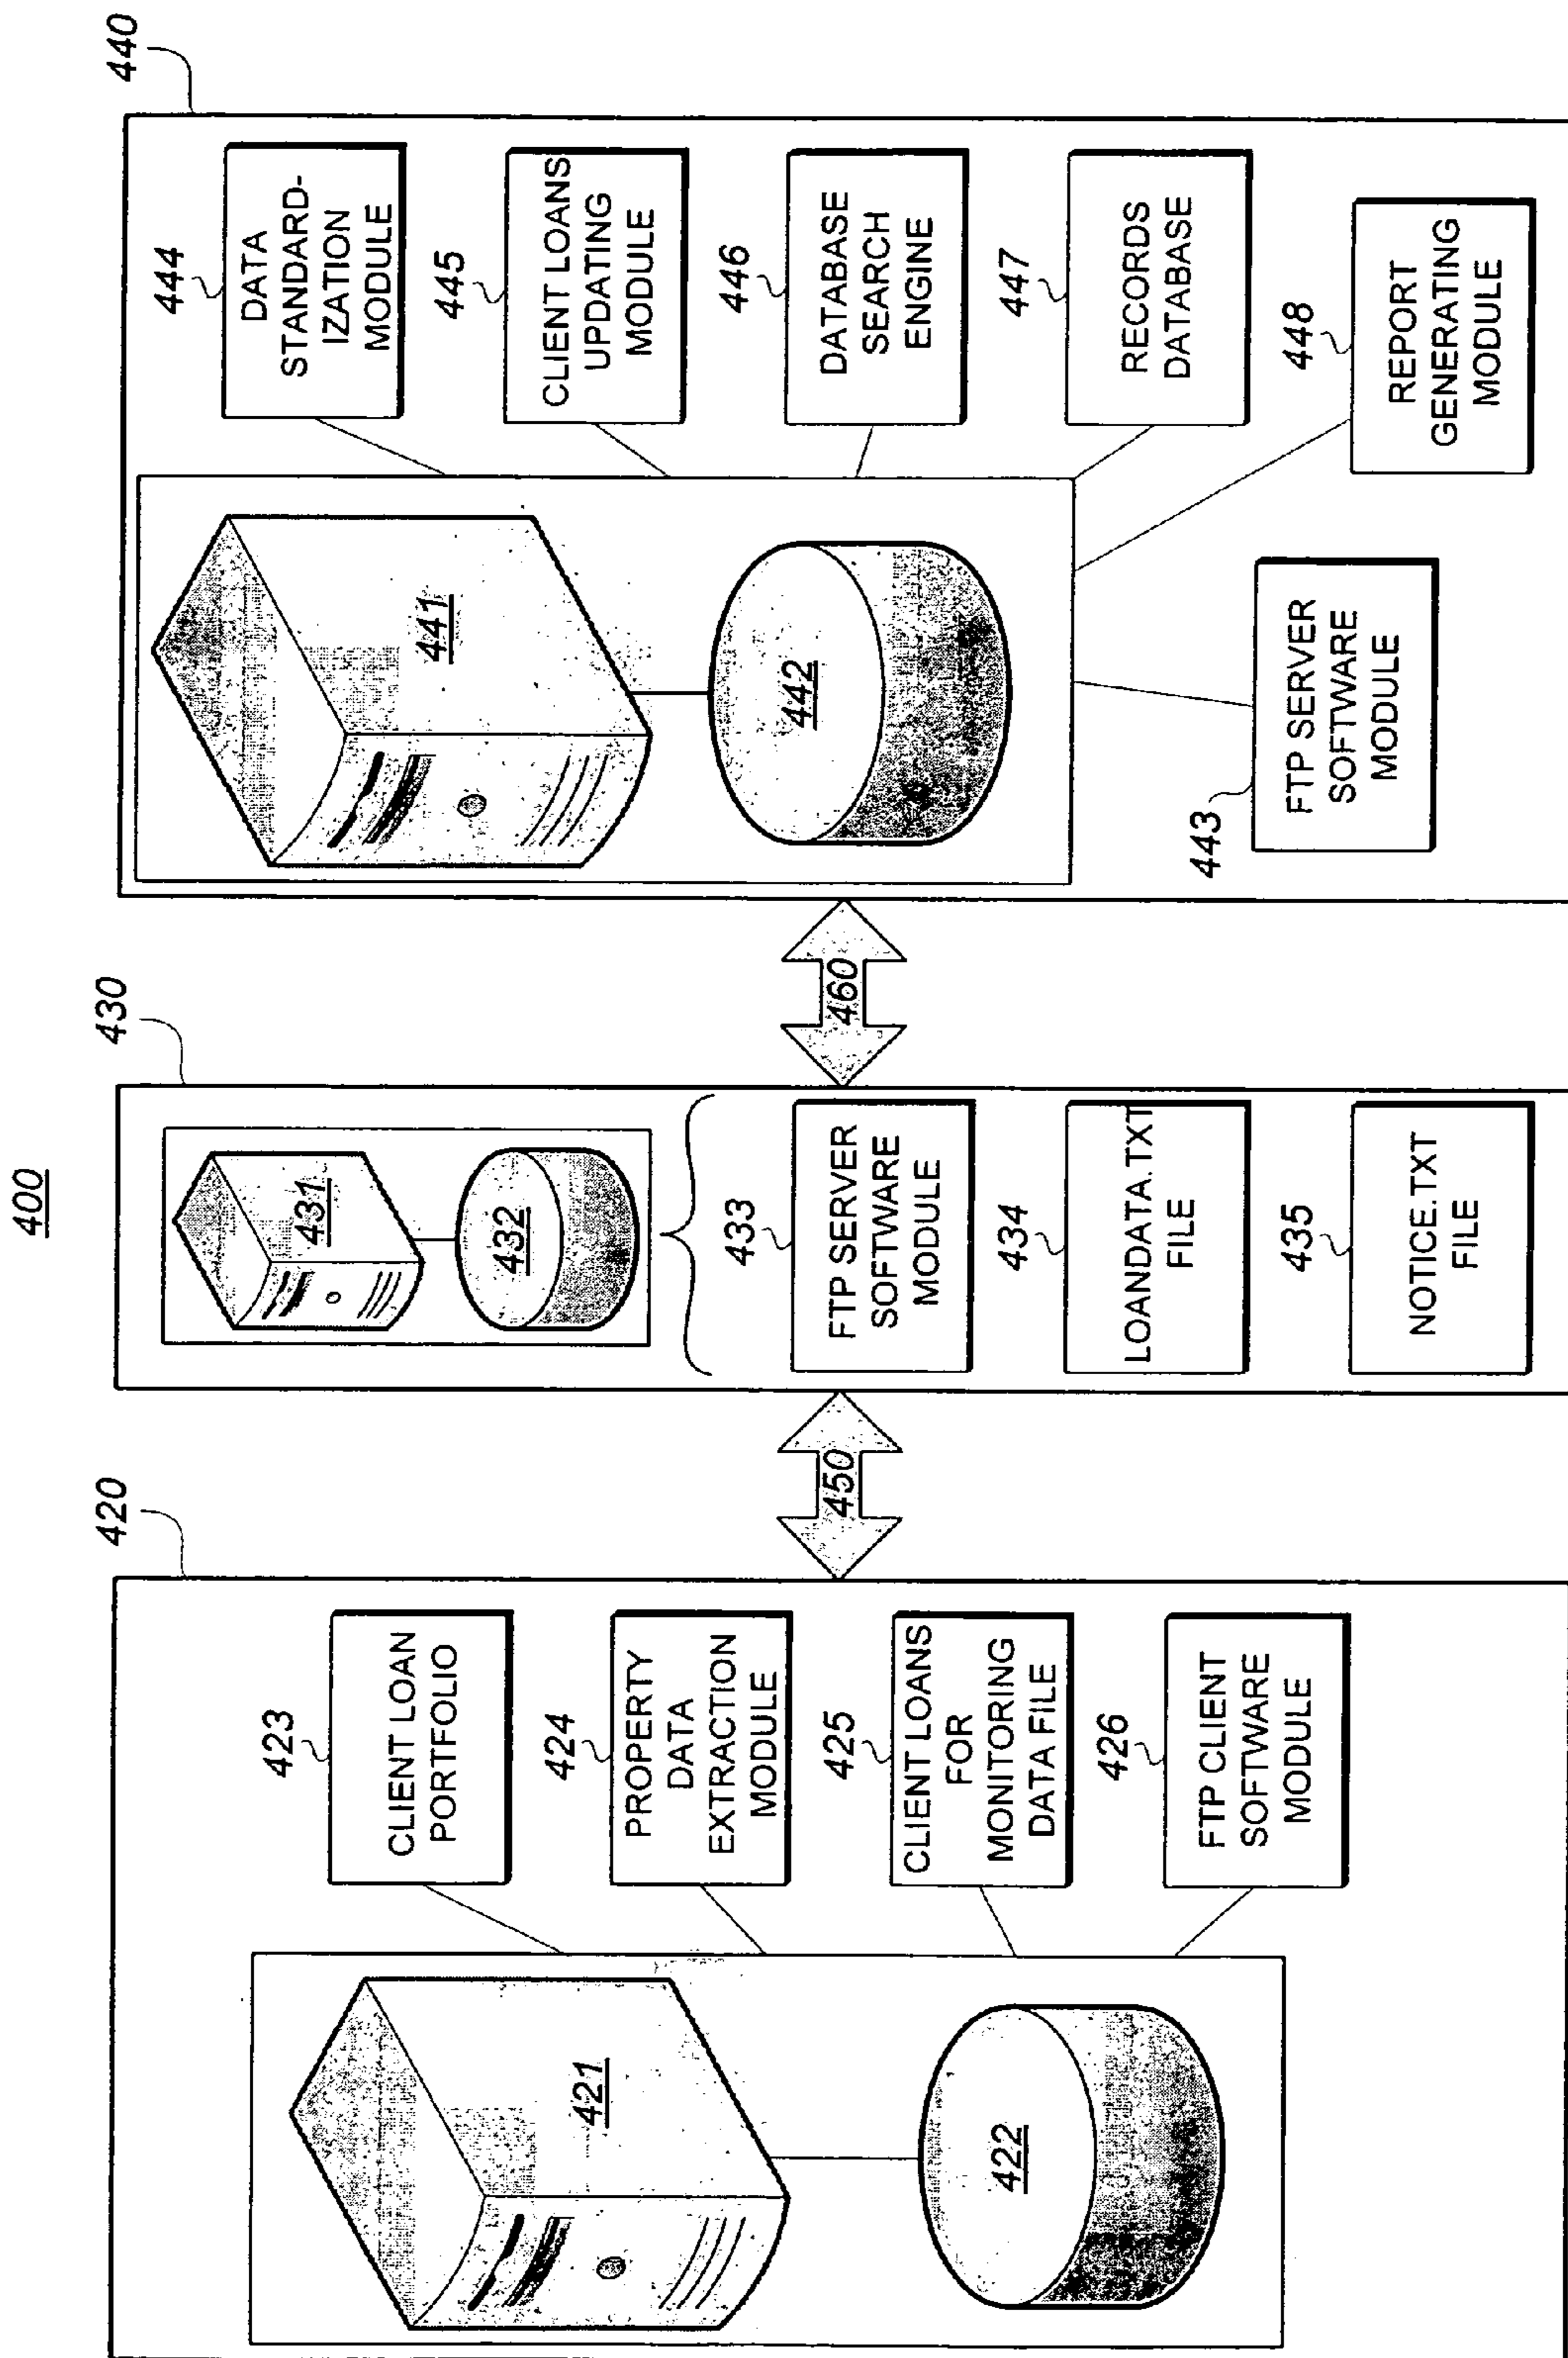 400
420
423
CLIENT LOAN
PORTFOLIO
424
PROPERTY
DATA
EXTRACTION
MODULE
425
CLIENT LOANS
FOR
MONITORING
DATA FILE
426
FTP CLIENT
SOFTWARE
MODULE
421
422
450
430
431
432
433
FTP SERVER
SOFTWARE
MODULE
434
LOANDATA.TXT
FILE
435
NOTICE.TXT
FILE
460
440
441
442
443
FTP SERVER
SOFTWARE
MODULE
444
DATA
STANDARD-
IZATION
MODULE
445
CLIENT LOANS
UPDATING
MODULE
446
DATABASE
SEARCH
ENGINE
447
RECORDS
DATABASE
448
REPORT
GENERATING
MODULE